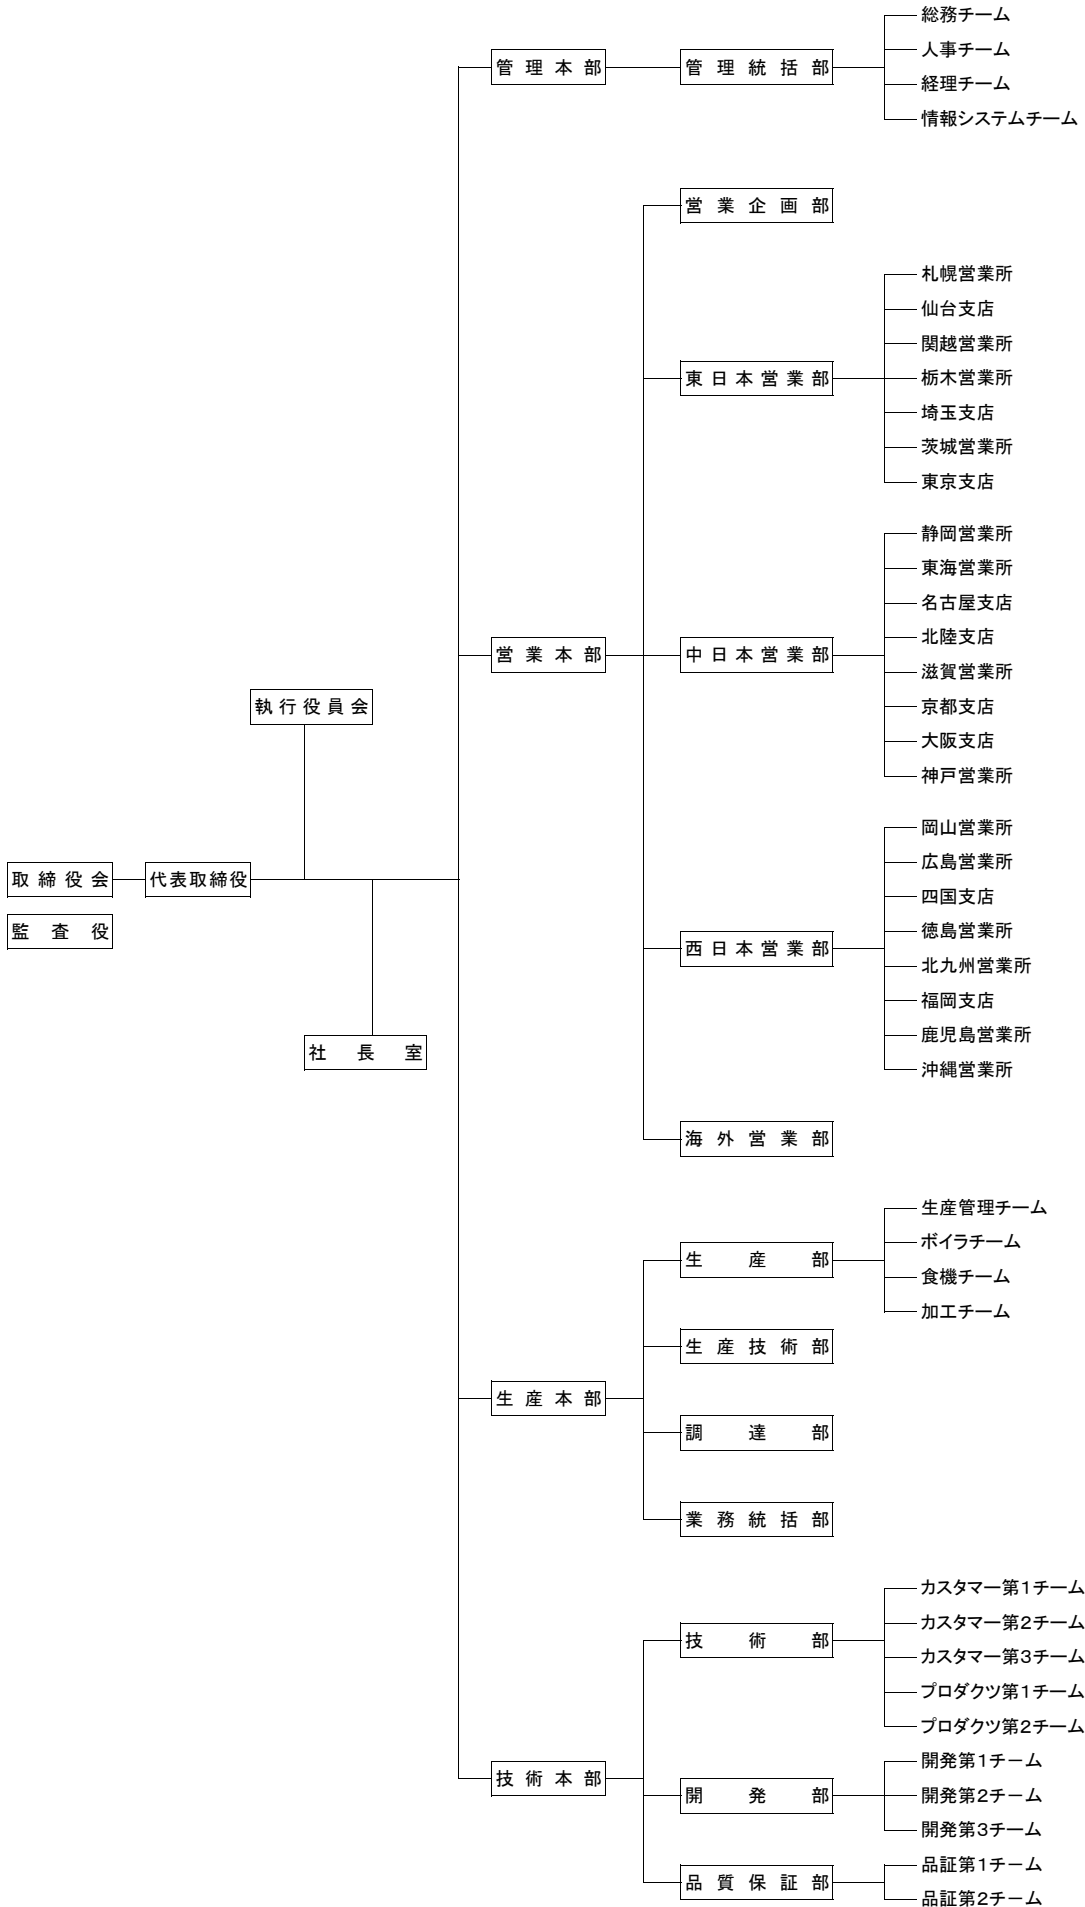 総務チーム
人事チーム
管理本部
管理統括部
経理チーム
情報システムチーム
営業企画部
札幌営業所
仙台支店
関越営業所
東日本営業部
栃木営業所
埼玉支店
茨城営業所
東京支店
静岡営業所
東海営業所
名古屋支店
北陸支店
営業本部
中日本営業部
滋賀営業所
京都支店
大阪支店
神戸営業所
執行役員会
取締役会
代表取締役
監査役
社長室
岡山営業所
広島営業所
四国支店
徳島営業所
西日本営業部
北九州営業所
福岡支店
鹿児島営業所
沖縄営業所
海外営業部
生産管理チーム
ボイラチーム
生産部
食機チーム
加工チーム
生産技術部
生産本部
調達部
業務統括部
カスタマー第1チーム
カスタマー第2チーム
技術部
カスタマー第3チーム
プロダクツ第1チーム
プロダクツ第2チーム
技術本部
開発第1チーム
開発部
開発第2チーム
開発第3チーム
品質保証部
品証第1チーム
品証第2チーム